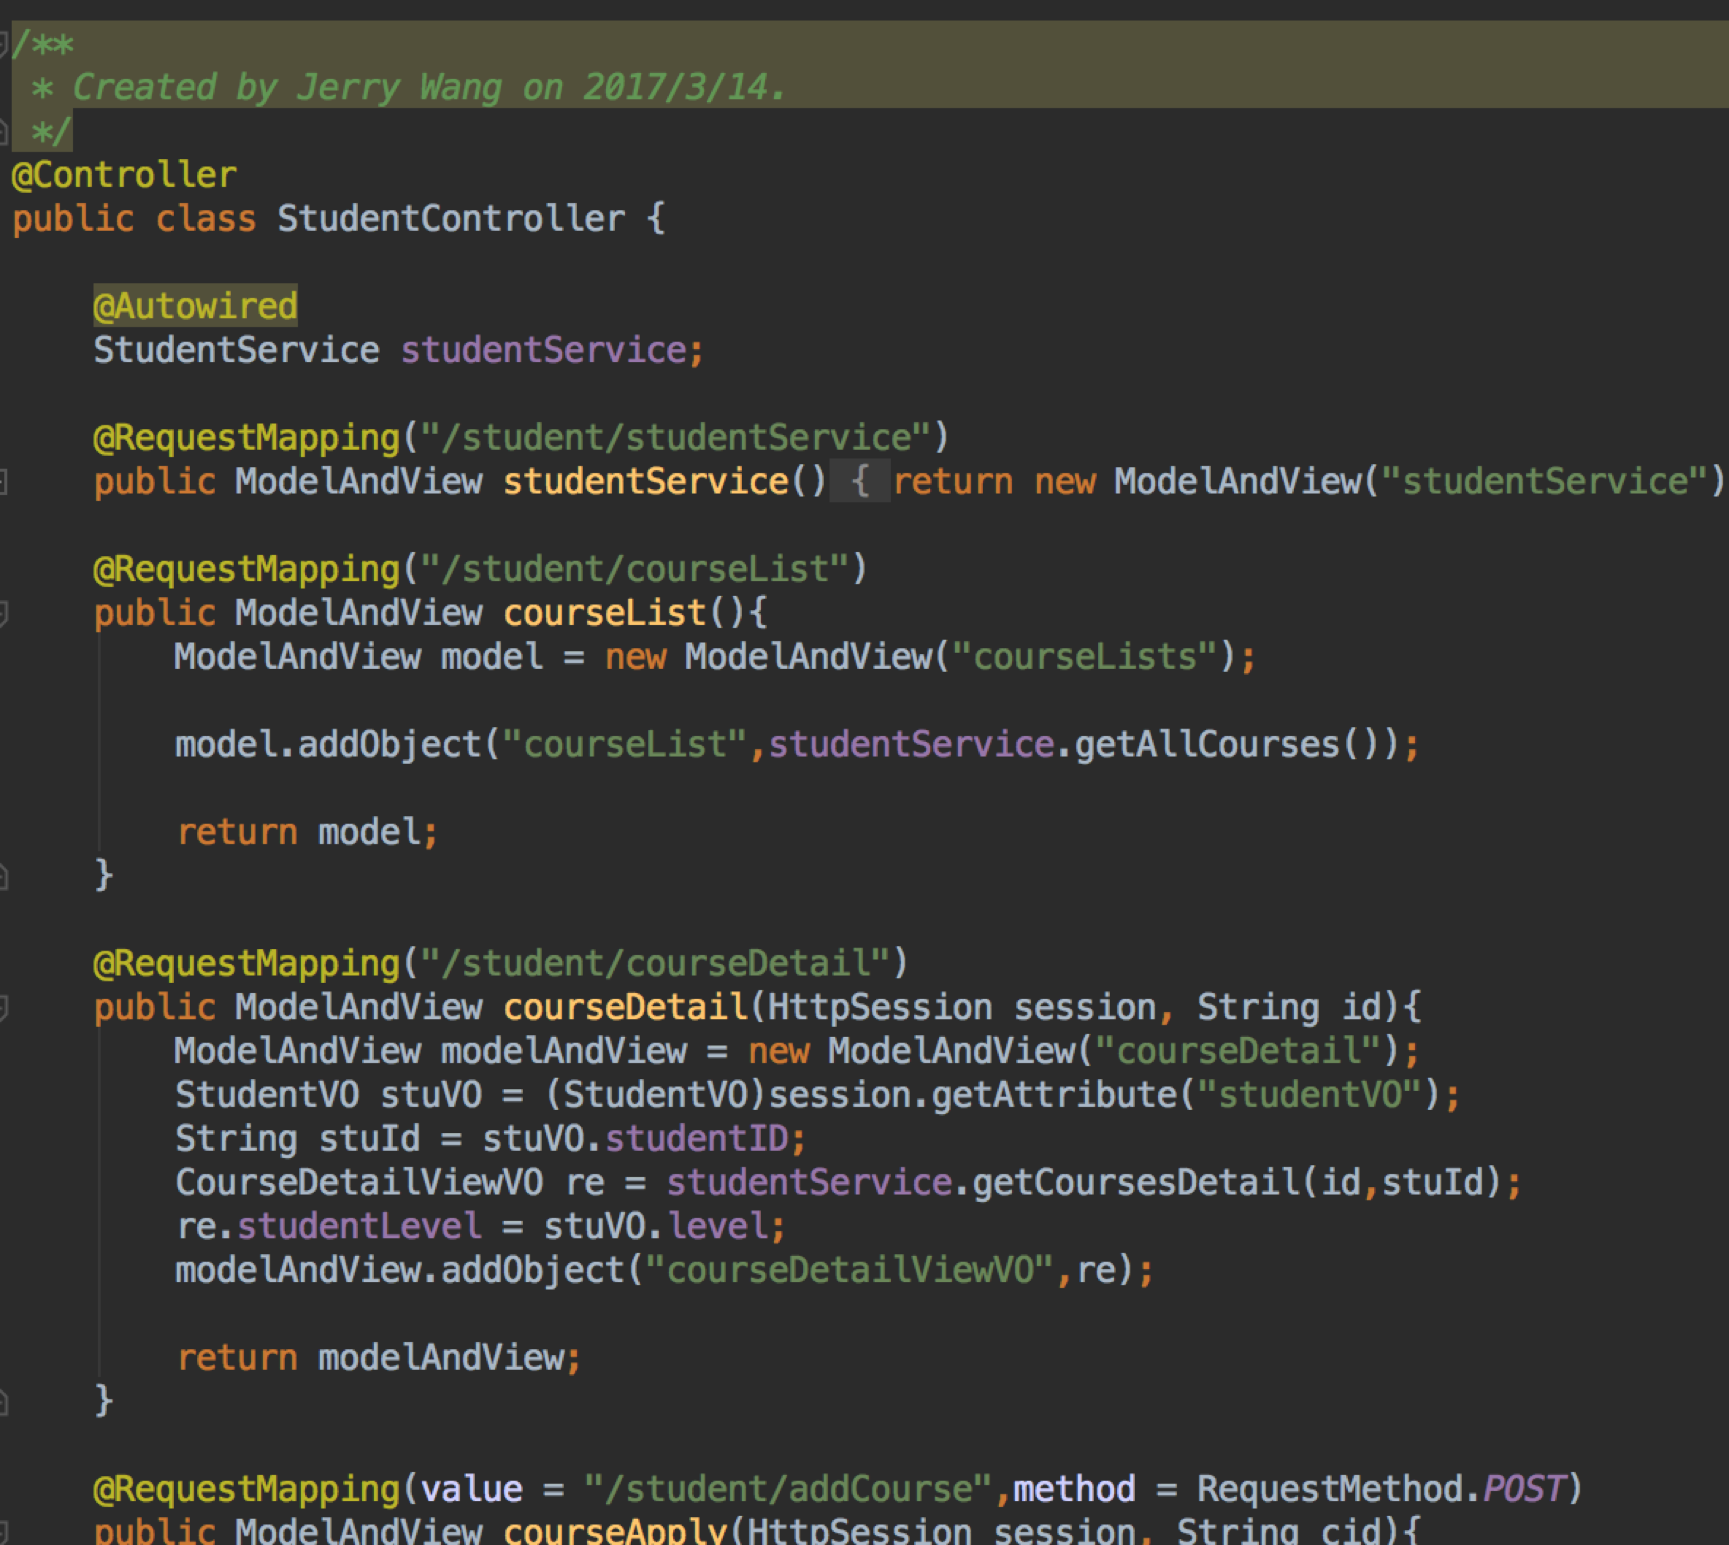 /**
 * Created by Jerry Wang on 2017/3/14.
 */
@Controller
public class StudentController {
    @Autowired
    StudentService studentService;
    @RequestMapping("/student/studentService")
    public ModelAndView studentService() { return new ModelAndView("studentService")
    @RequestMapping("/student/courseList")
    public ModelAndView courseList(){
        ModelAndView model = new ModelAndView("courseLists");
        model.addObject("courseList",studentService.getAllCourses());
        return model;
    }
    @RequestMapping("/student/courseDetail")
    public ModelAndView courseDetail(HttpSession session, String id){
        ModelAndView modelAndView = new ModelAndView("courseDetail");
        StudentVO stuVO = (StudentVO)session.getAttribute("studentVO");
        String stuId = stuVO.studentID;
        CourseDetailViewVO re = studentService.getCoursesDetail(id,stuId);
        re.studentLevel = stuVO.level;
        modelAndView.addObject("courseDetailViewVO",re);
        return modelAndView;
    }
    @RequestMapping(value = "/student/addCourse",method = RequestMethod.POST)
    public ModelAndView courseApply(HttpSession session, String cid){